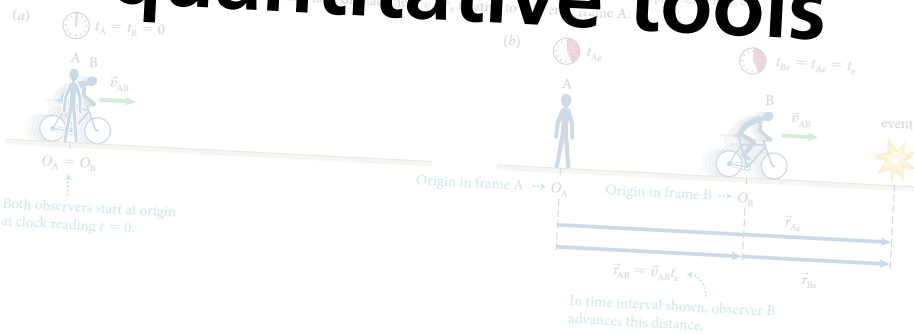 quantitative tools
(a)
t_A = t_B = 0
A B
v⃗_AB
O_A = O_B
Both observers start at origin
at clock reading t = 0.
(b)
t_Ae
t_Be = t_Ae = t_e
A
B
v⃗_AB
event
Origin in frame A
O_A
Origin in frame B
O_B
r⃗_Ae
r⃗_AB = v⃗_AB t_e
r⃗_Be
In time interval shown, observer B
advances this distance.